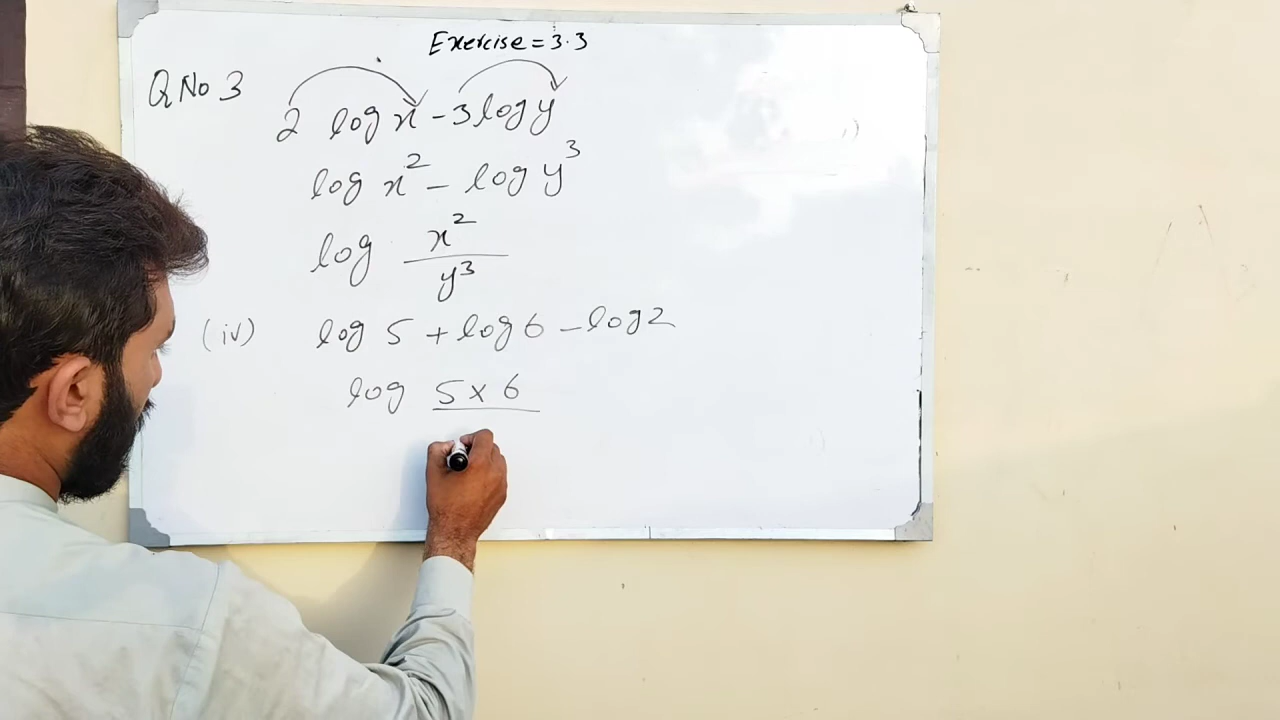 Exercise = 3.3
Q No 3
2 log x - 3 log y
log x² - log y³
log x²/y³
(iv) log 5 + log 6 - log 2
log 5 x 6